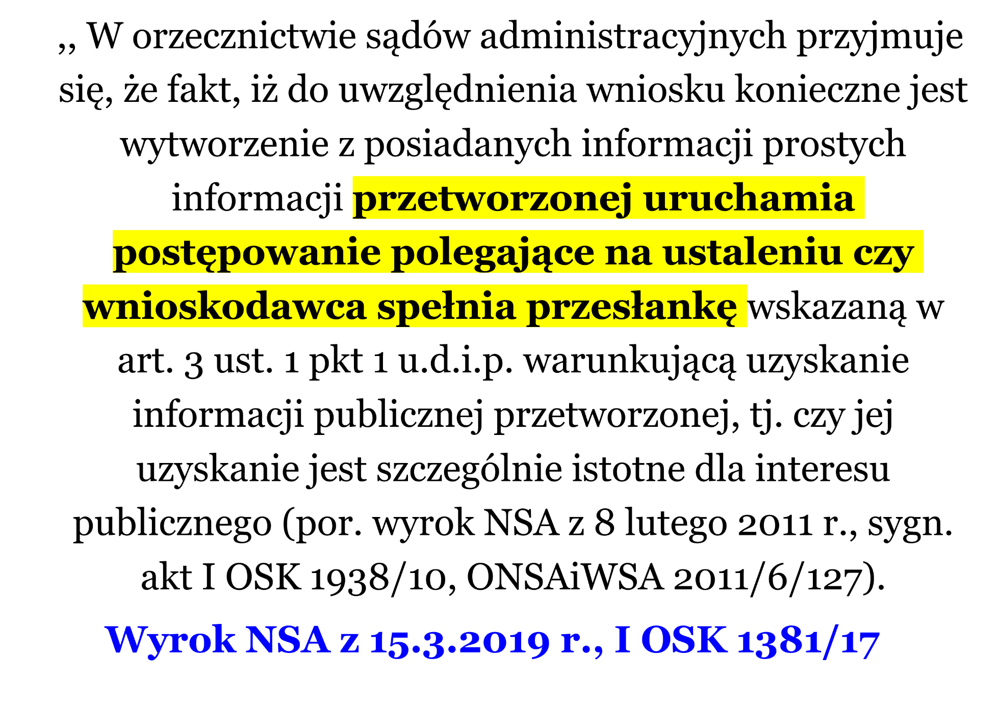 ,, W orzecznictwie sądów administracyjnych przyjmuje
się, że fakt, iż do uwzględnienia wniosku konieczne jest
wytworzenie z posiadanych informacji prostych
informacji przetworzonej uruchamia
postępowanie polegające na ustaleniu czy
wnioskodawca spełnia przesłankę wskazaną w
art. 3 ust. 1 pkt 1 u.d.i.p. warunkującą uzyskanie
informacji publicznej przetworzonej, tj. czy jej
uzyskanie jest szczególnie istotne dla interesu
publicznego (por. wyrok NSA z 8 lutego 2011 r., sygn.
akt I OSK 1938/10, ONSAiWSA 2011/6/127).
Wyrok NSA z 15.3.2019 r., I OSK 1381/17